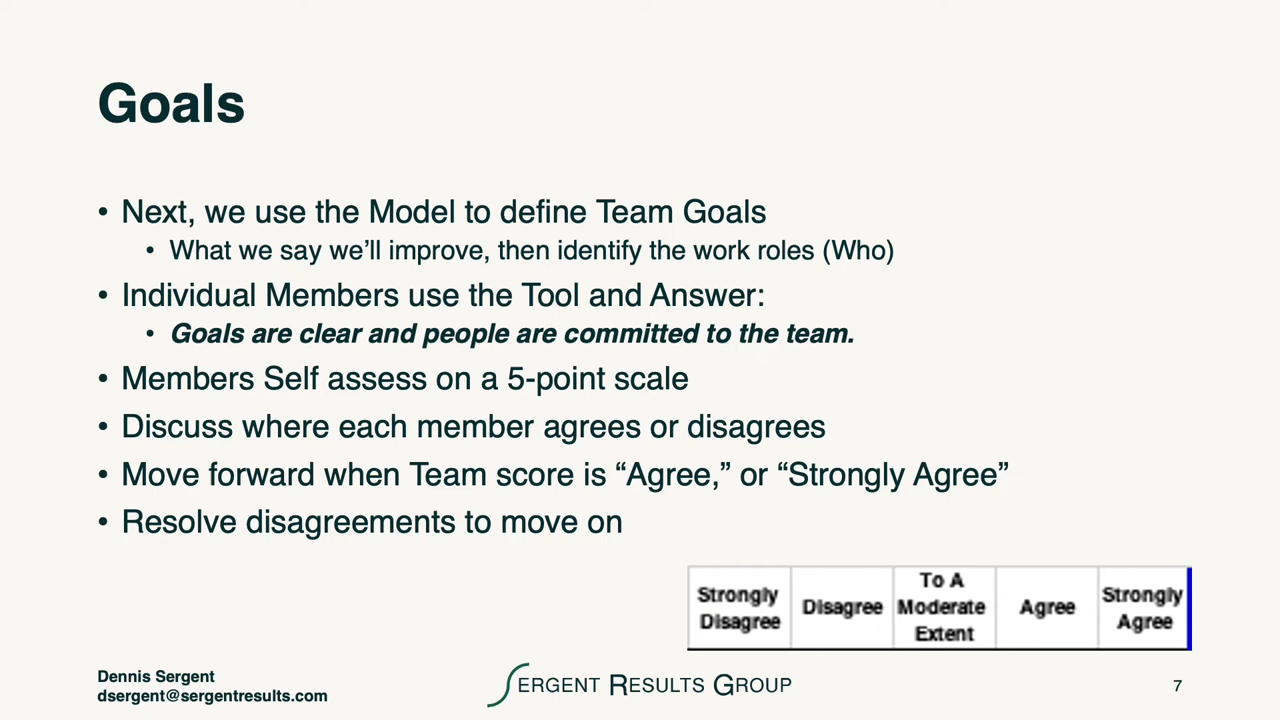 Goals
• Next, we use the Model to define Team Goals
• What we say we’ll improve, then identify the work roles (Who)
• Individual Members use the Tool and Answer:
• Goals are clear and people are committed to the team.
• Members Self assess on a 5-point scale
• Discuss where each member agrees or disagrees
• Move forward when Team score is “Agree,” or “Strongly Agree”
• Resolve disagreements to move on
Strongly Disagree
Disagree
To A Moderate Extent
Agree
Strongly Agree
Dennis Sergent
dsergent@sergentresults.com
SERGENT RESULTS GROUP
7